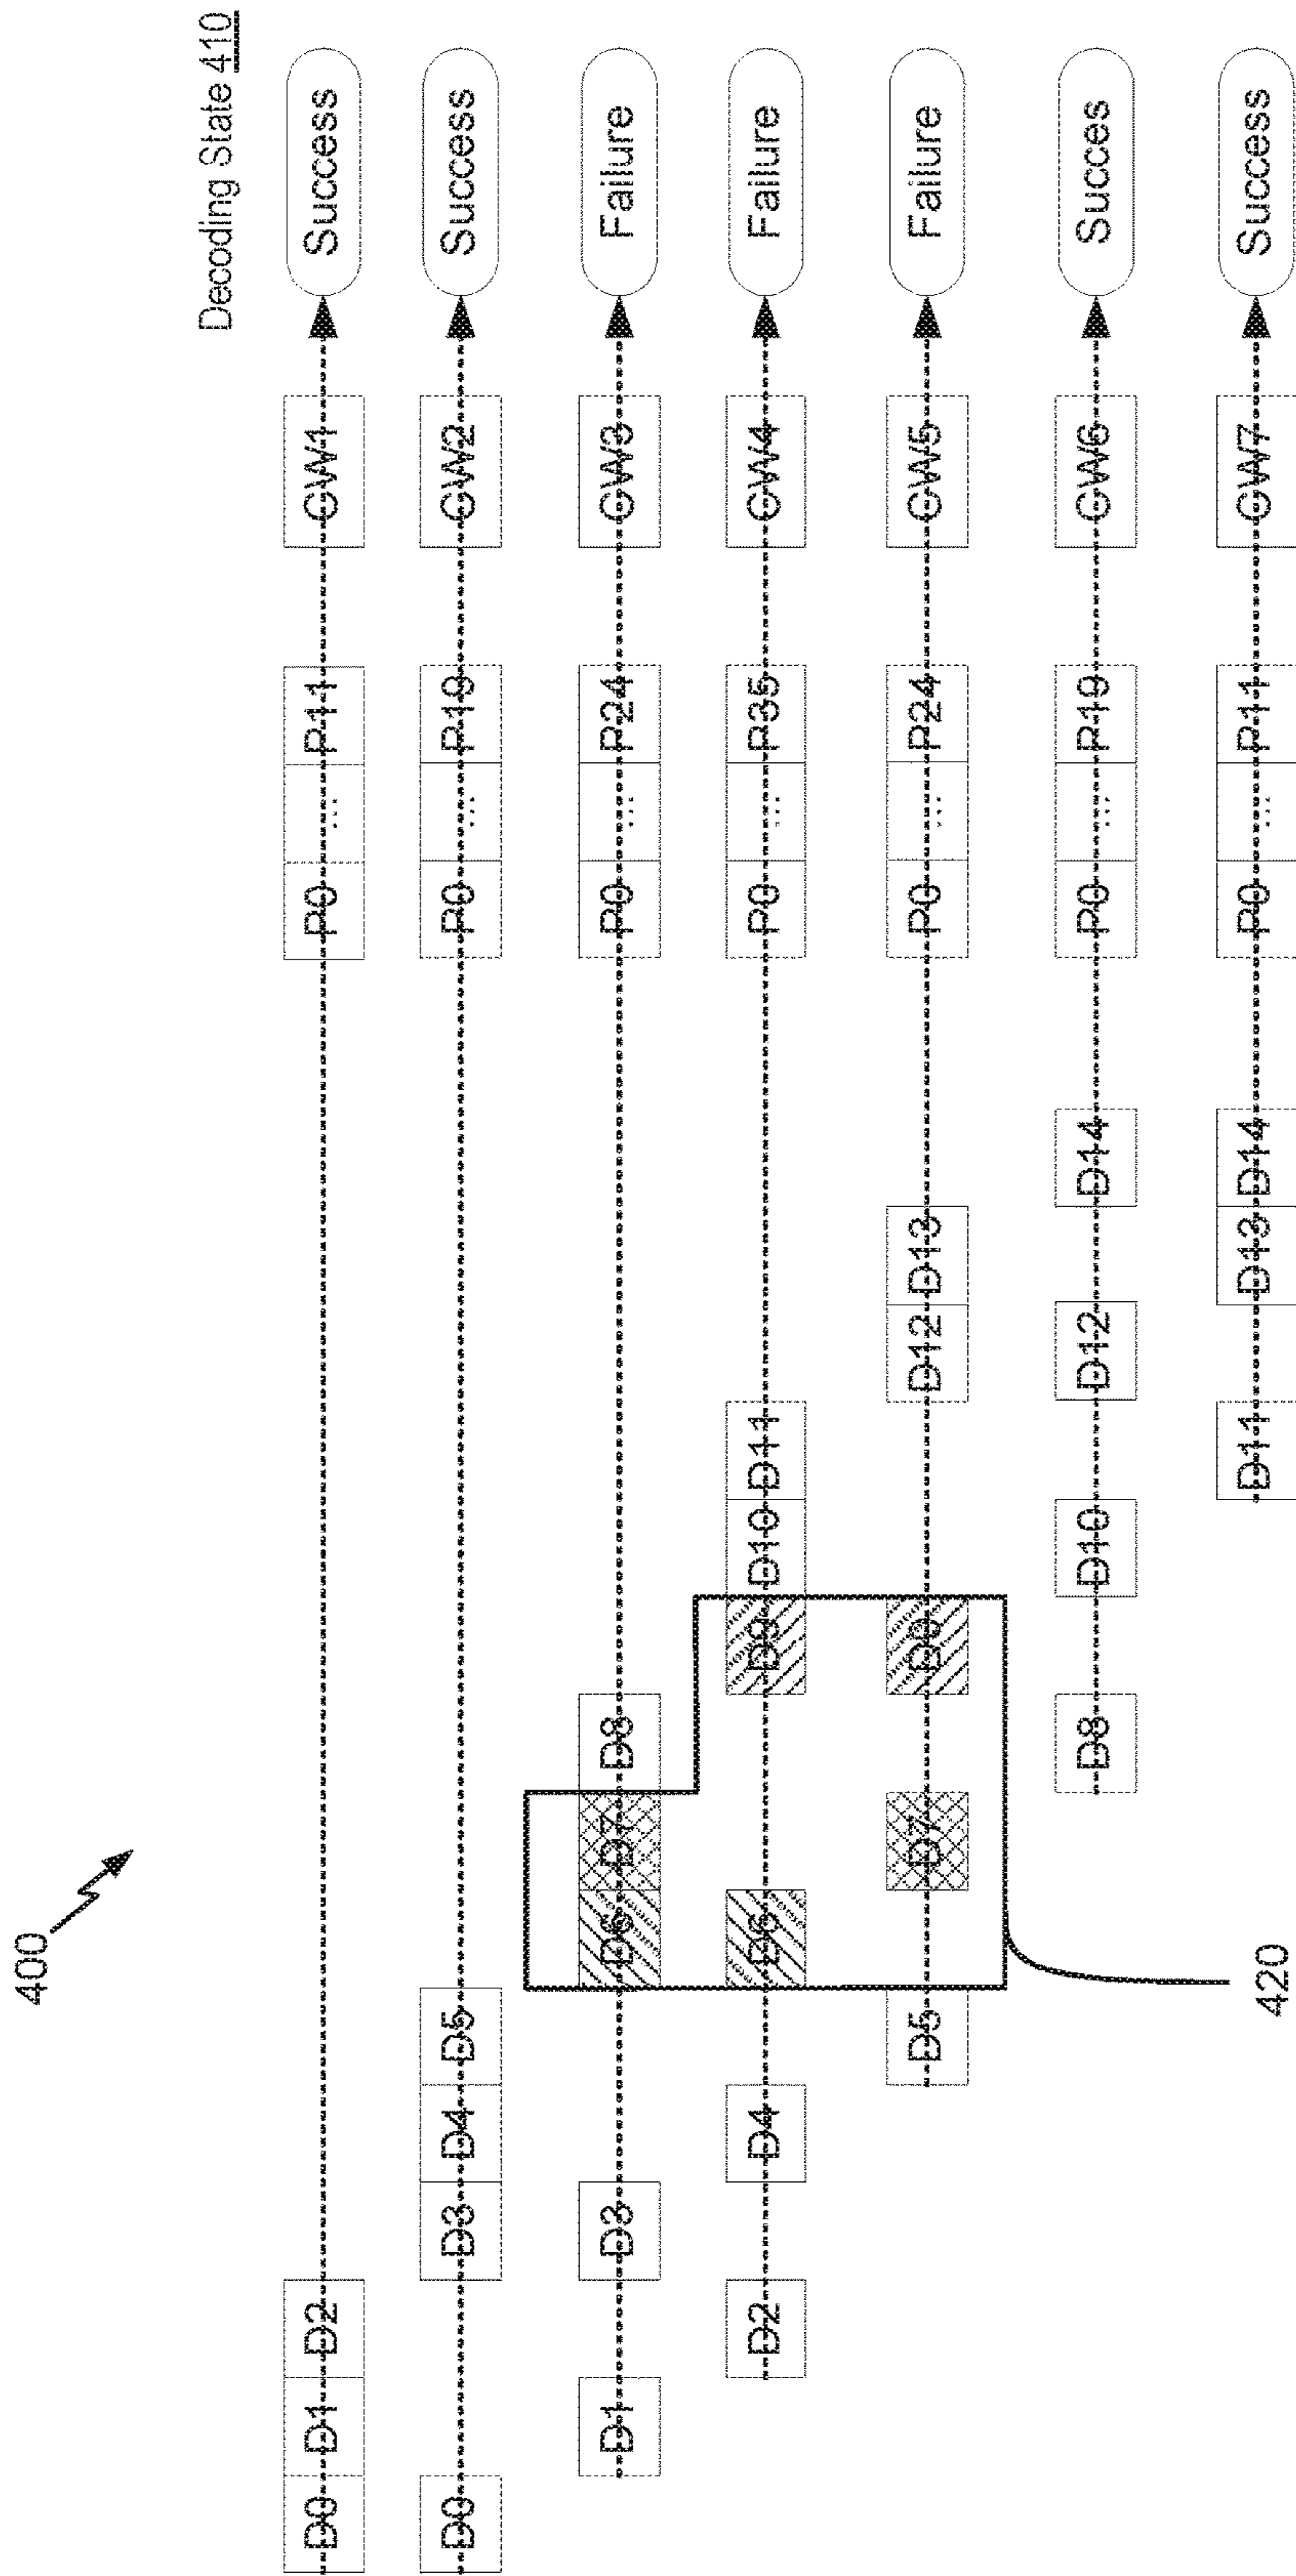 400
Decoding State 410
D0 D1 D2 P0 ... P11 CW1 Success
D0 D3 D4 D5 P0 ... P19 CW2 Success
D1 D3 D6 D7 D8 P0 ... P24 CW3 Failure
D2 D4 D6 D9 D10 D11 P0 ... P35 CW4 Failure
D5 D7 D9 D12 D13 P0 ... P24 CW5 Failure
D8 D10 D12 D14 P0 ... P19 CW6 Succes
D11 D13 D14 P0 ... P11 CW7 Success
420